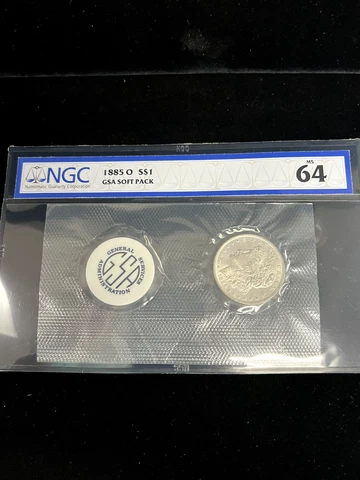 NGC
Numismatic Guaranty Corporation
1885 O S$1
GSA SOFT PACK
MS
64
GENERAL SERVICES
GSA
ADMINISTRATION